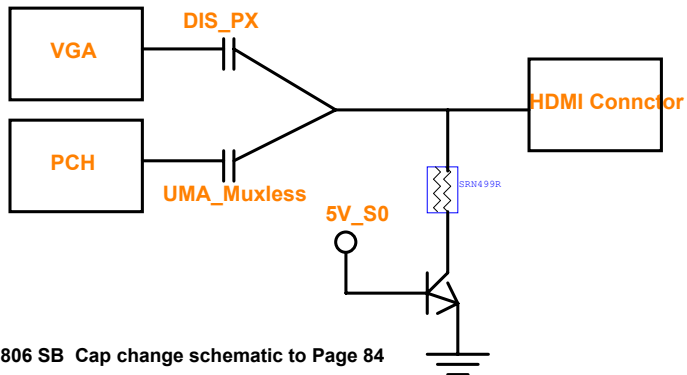 DIS_PX
VGA
HDMI Connctor
PCH
SRN499R
UMA_Muxless
5V_S0
806 SB Cap change schematic to Page 84